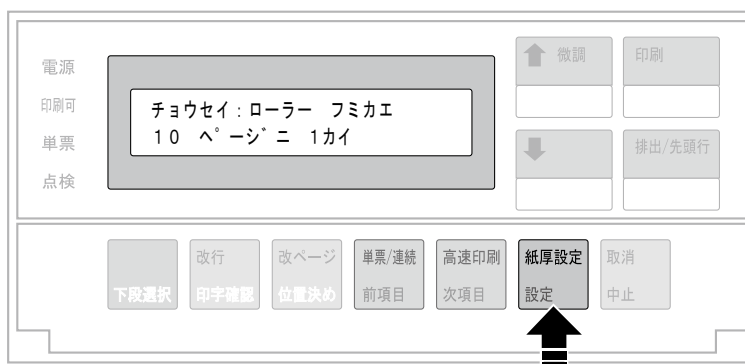 電源
印刷可
単票
点検
チョウセイ:ローラー フミカエ
10 ページニ 1カイ
微調
印刷
排出/先頭行
下段選択
改行
印字確認
改ページ
位置決め
単票/連続
前項目
高速印刷
次項目
紙厚設定
設定
取消
中止